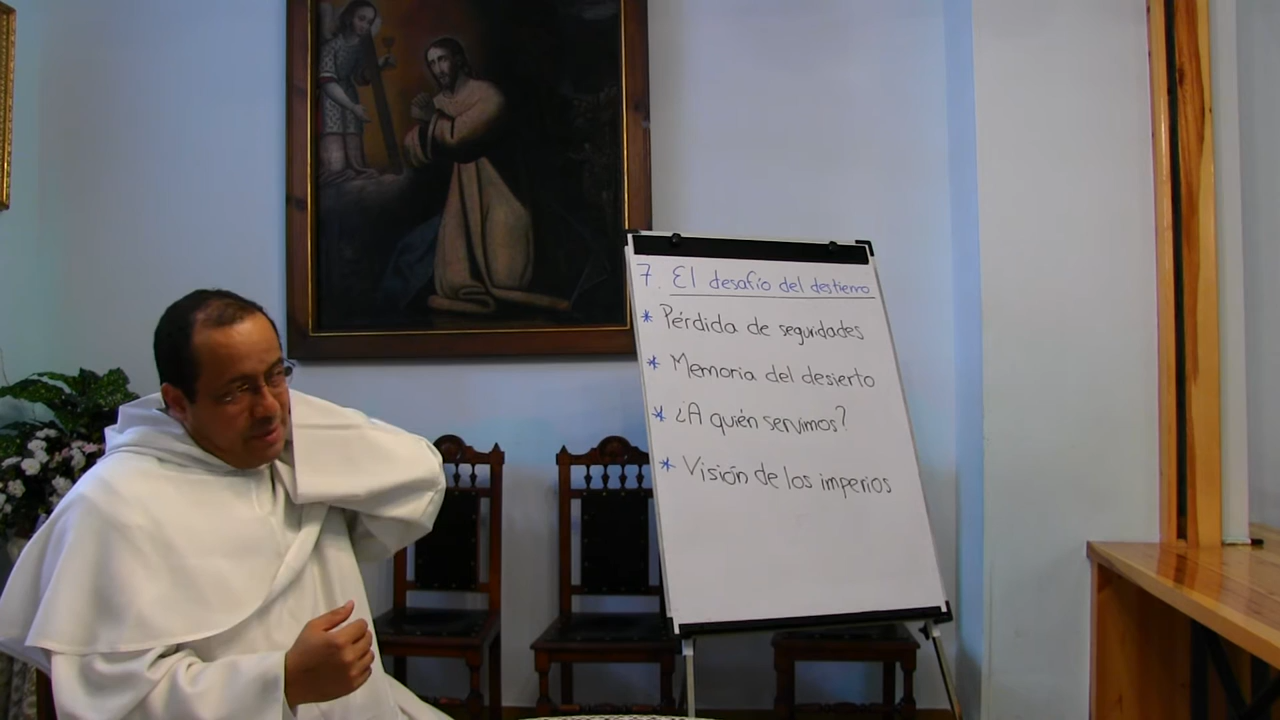 7. El desafío del destierro
* Pérdida de seguridades
* Memoria del desierto
* ¿A quién servimos?
* Visión de los imperios